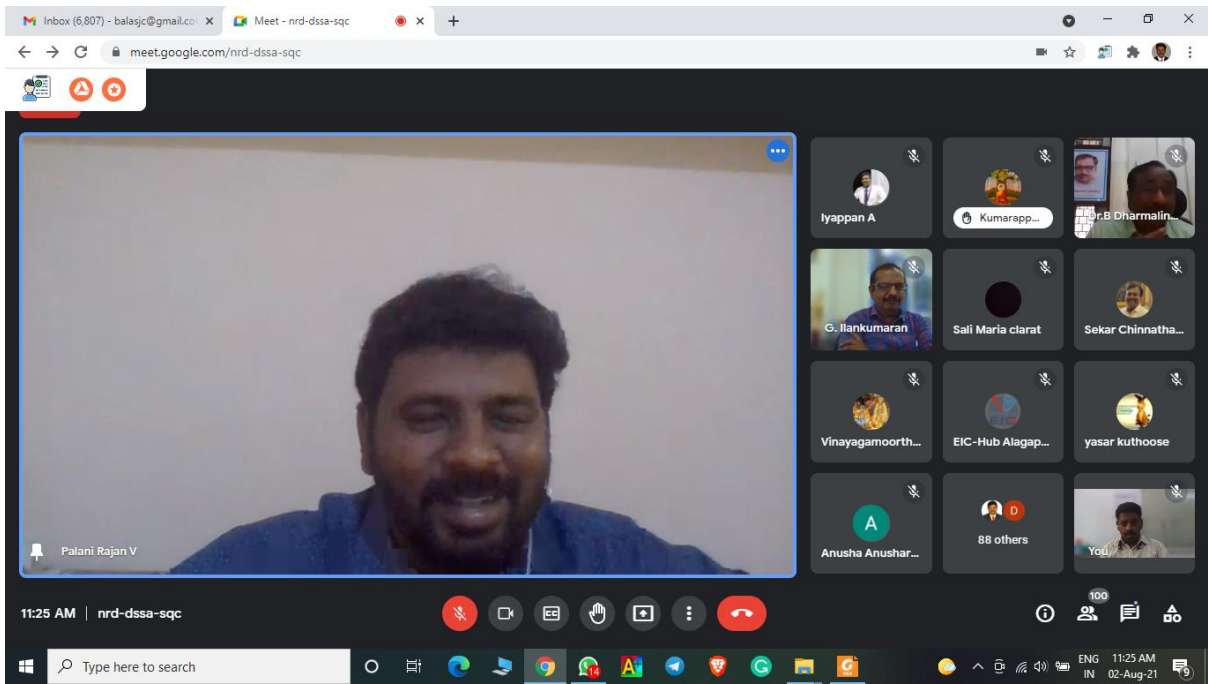 Inbox (6,807) - balasjc@gmail.co
Meet - nrd-dssa-sqc
meet.google.com/nrd-dssa-sqc
Iyappan A
Kumarapp...
Dr.B Dharmalin...
G. Ilankumaran
Sali Maria clarat
Sekar Chinnatha...
Vinayagamoorth...
EIC-Hub Alagap...
yasar kuthoose
A
Anusha Anushar...
D
88 others
You
Palani Rajan V
11:25 AM | nrd-dssa-sqc
CC
100
Type here to search
14
ENG
IN
11:25 AM
02-Aug-21
9